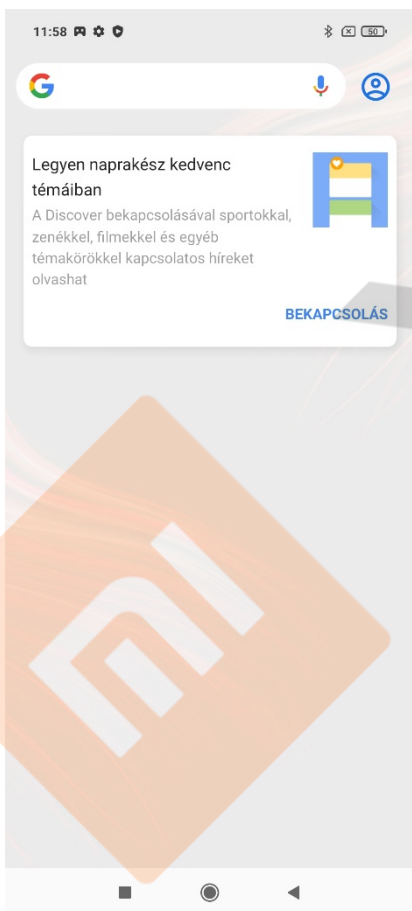 11:58
50
G
Legyen naprakész kedvenc
témáiban
A Discover bekapcsolásával sportokkal,
zenékkel, filmekkel és egyéb
témakörökkel kapcsolatos híreket
olvashat
BEKAPCSOLÁS
mi